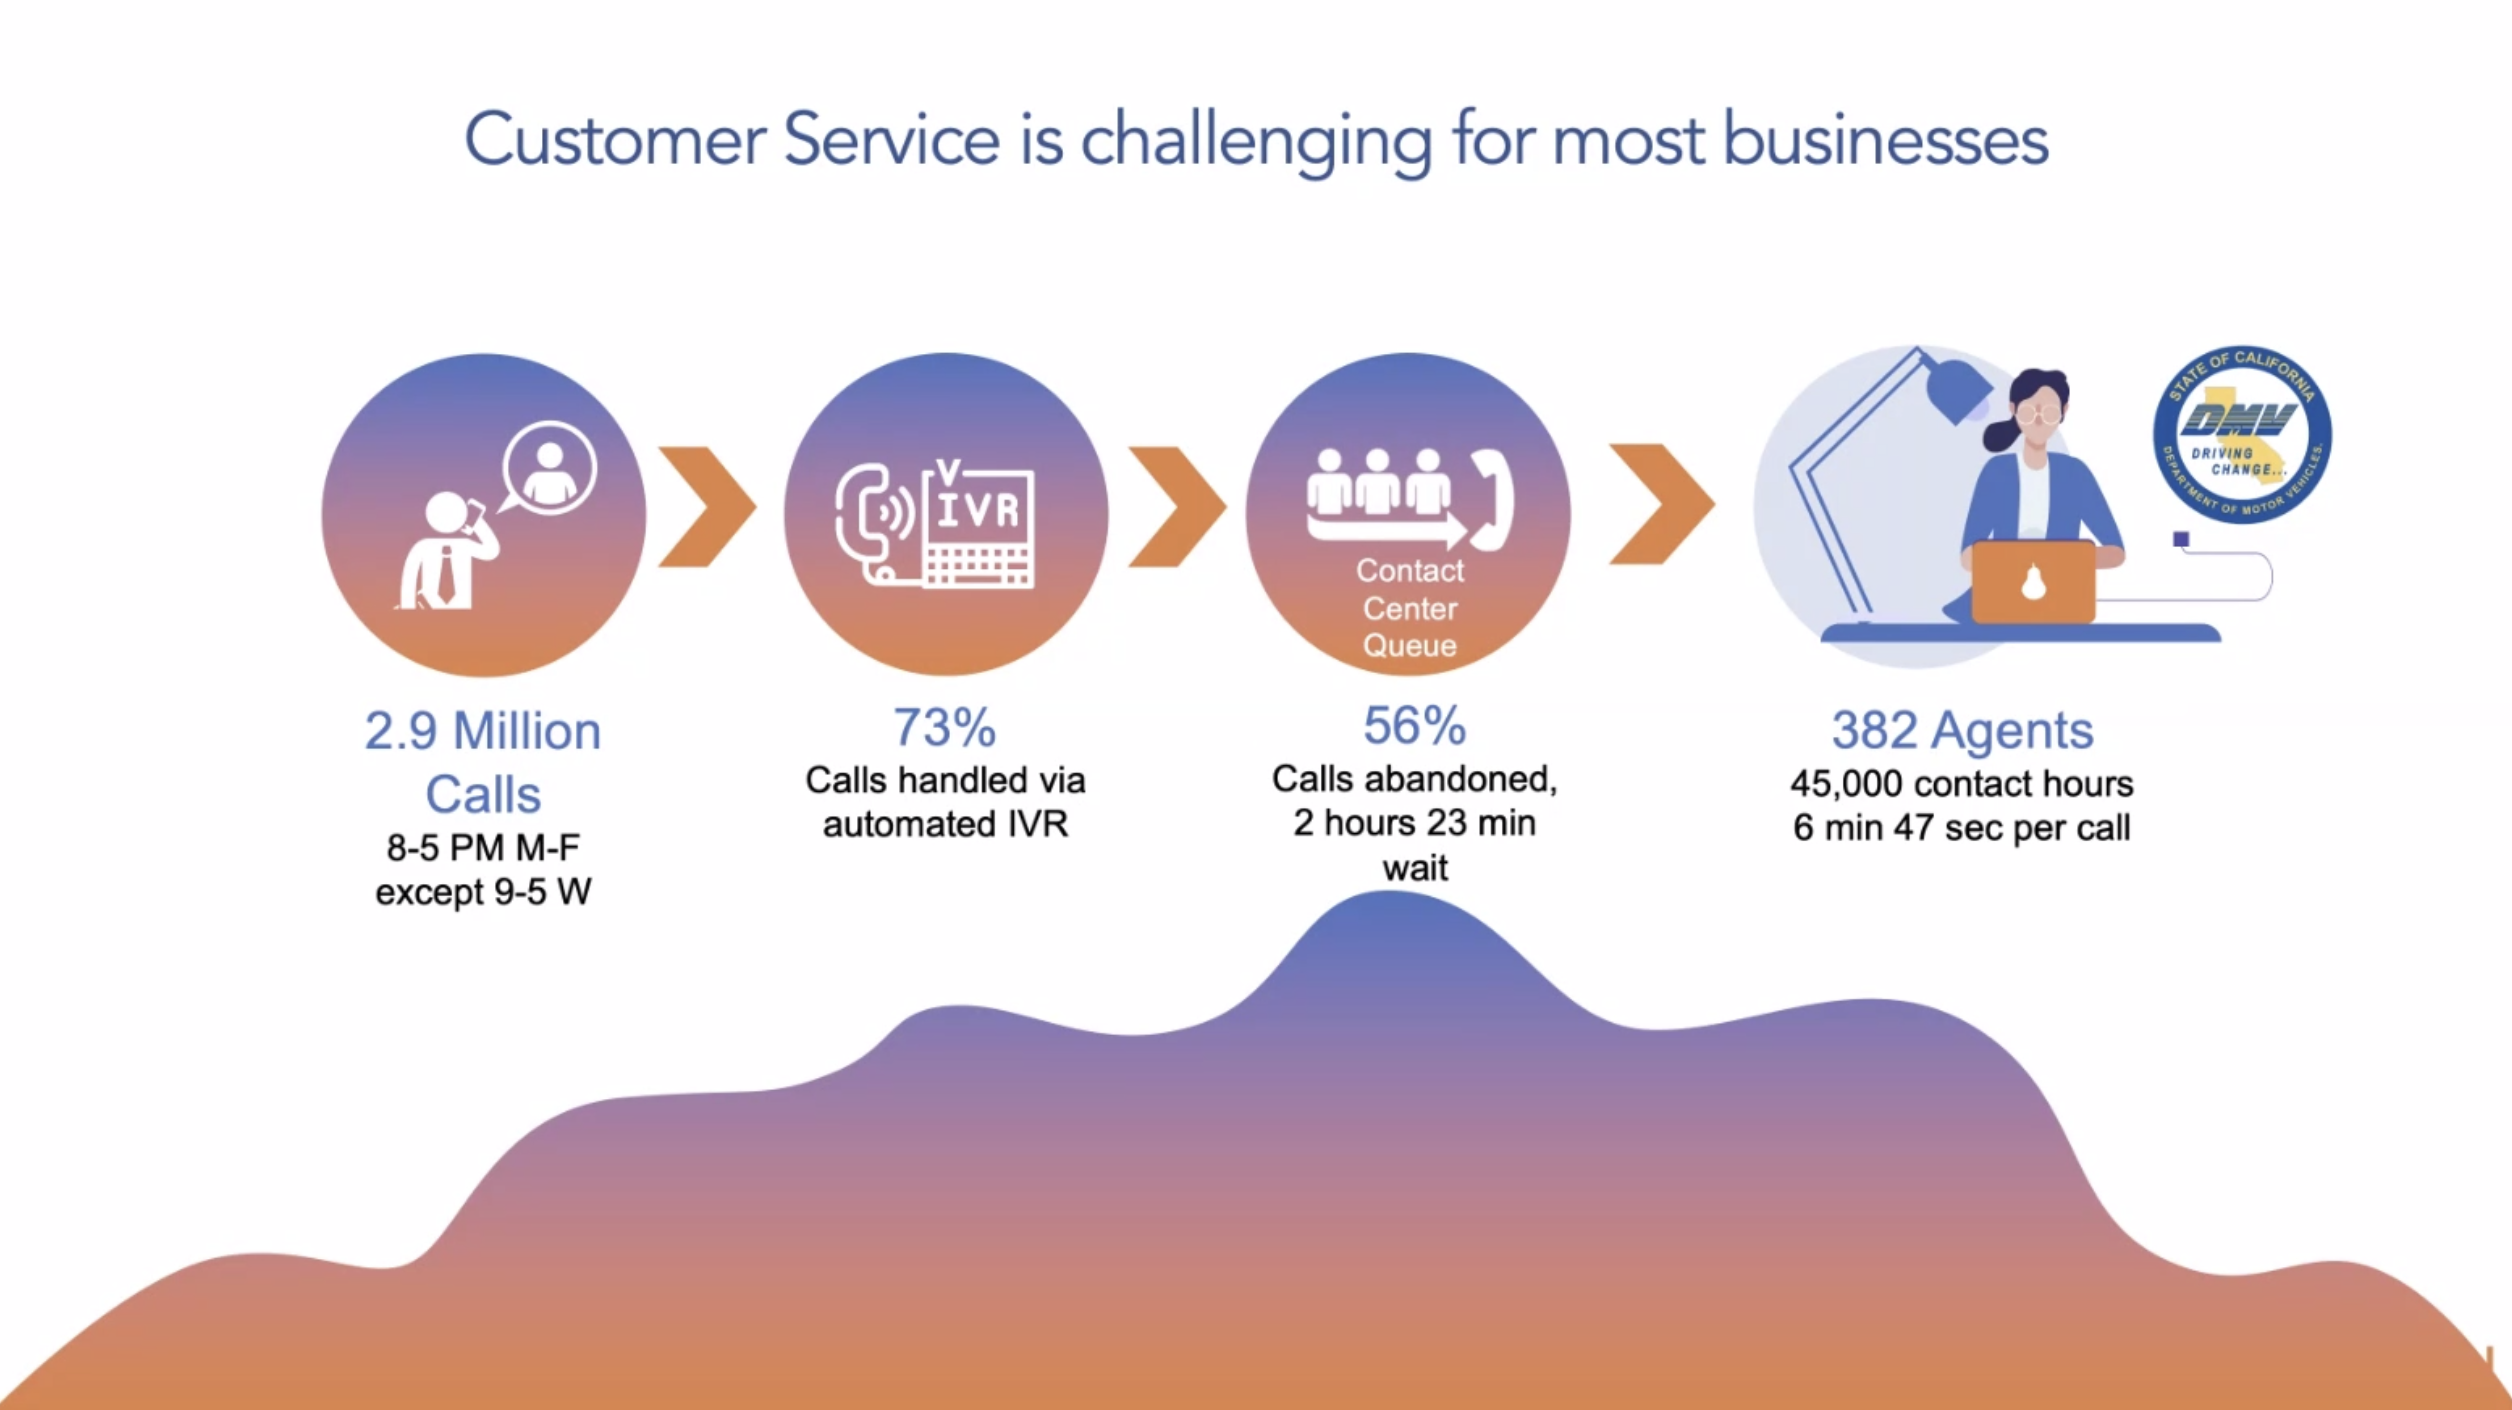 Customer Service is challenging for most businesses
V
IVR
Contact
Center
Queue
STATE OF CALIFORNIA
DMV
DRIVING
CHANGE...
DEPARTMENT OF MOTOR VEHICLES.
2.9 Million
Calls
8-5 PM M-F
except 9-5 W
73%
Calls handled via
automated IVR
56%
Calls abandoned,
2 hours 23 min
wait
382 Agents
45,000 contact hours
6 min 47 sec per call